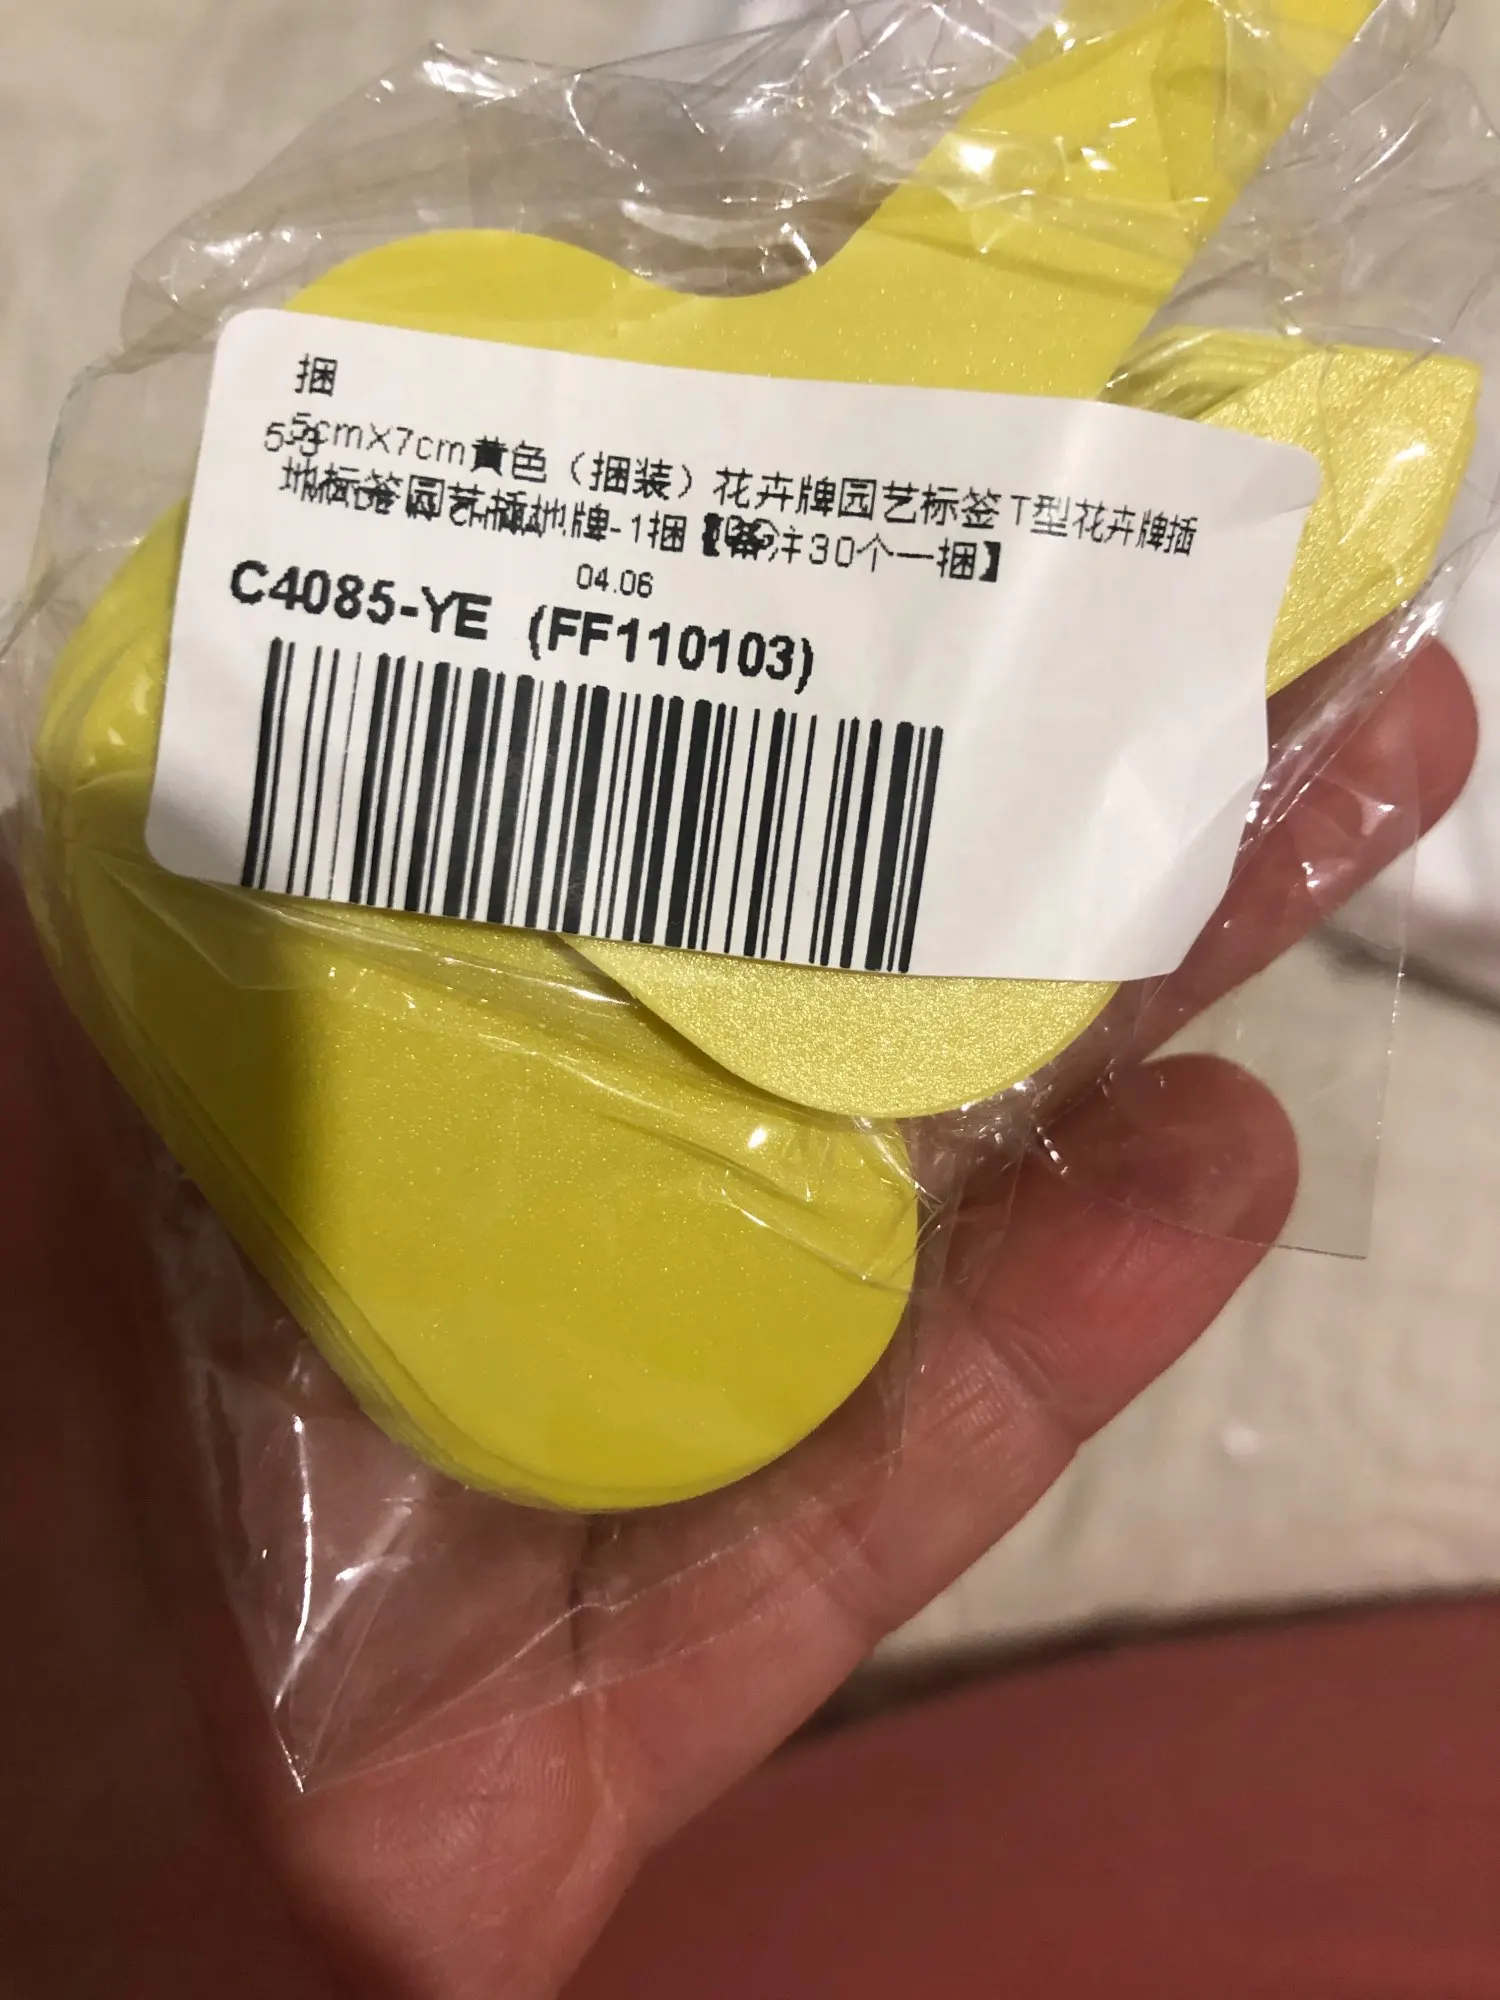 捆
5cm×7cm黄色（捆装）花卉牌园艺标签T型花卉牌插
地标签园艺插地牌-1捆【备注30个一捆】
04.06
C4085-YE (FF110103)